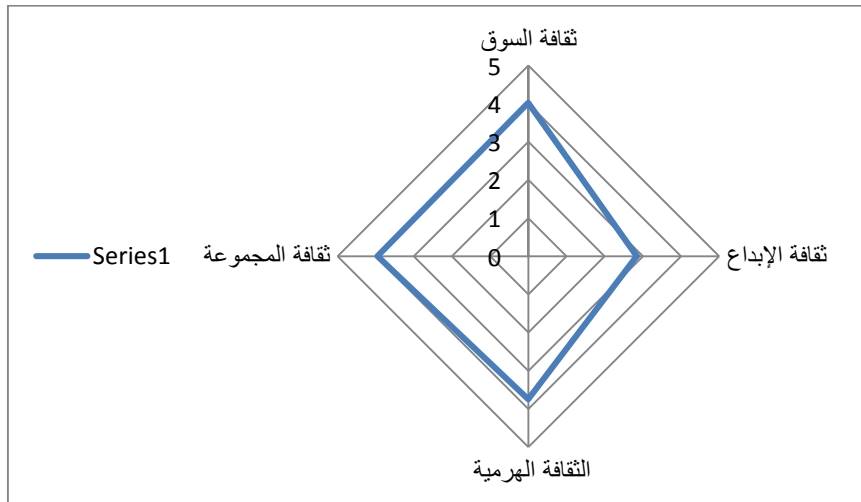 ثقافة السوق
5
4
3
2
1
0
ثقافة الإبداع
الثقافة الهرمية
ثقافة المجموعة
Series1